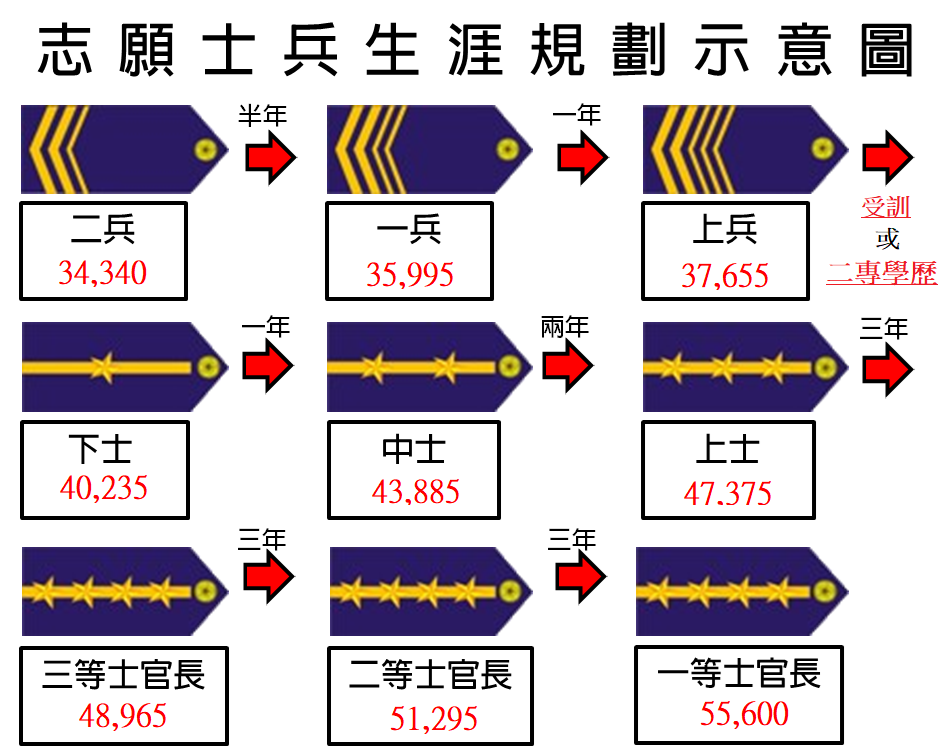 志願士兵生涯規劃示意圖
半年
一年
二兵
34,340
一兵
35,995
上兵
37,655
受訓
或
二專學歷
一年
兩年
三年
下士
40,235
中士
43,885
上士
47,375
三年
三年
三等士官長
48,965
二等士官長
51,295
一等士官長
55,600